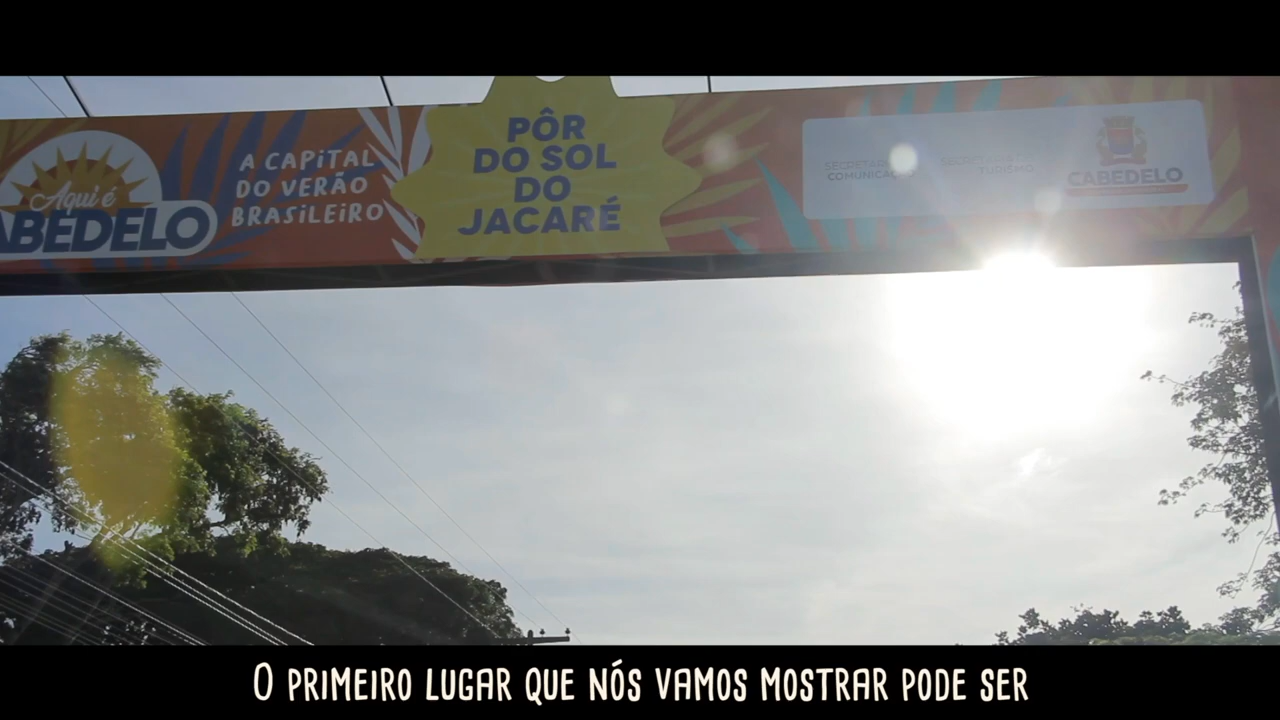 Aqui é
ABEDELO
A CAPITAL
DO VERÃO
BRASILEIRO
PÔR
DO SOL
DO
JACARÉ
TURISMO
CABEDELO
O PRIMEIRO LUGAR QUE NÓS VAMOS MOSTRAR PODE SER